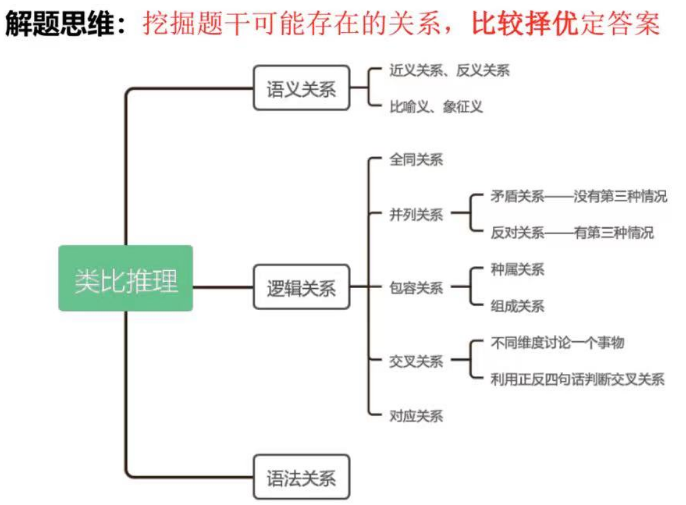 解题思维：挖掘题干可能存在的关系，比较择优定答案
类比推理
语义关系
近义关系、反义关系
比喻义、象征义
逻辑关系
全同关系
并列关系
矛盾关系——没有第三种情况
反对关系——有第三种情况
包容关系
种属关系
组成关系
交叉关系
不同维度讨论一个事物
利用正反四句话判断交叉关系
对应关系
语法关系